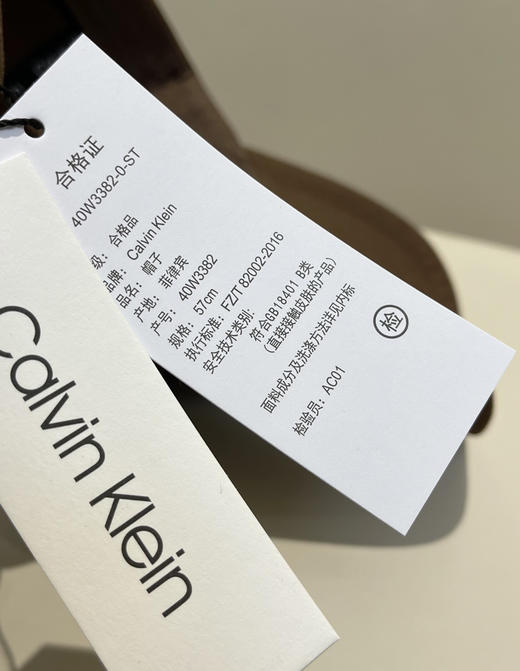 合格证
40W3382-0-ST
级：合格品
品牌：Calvin Klein
品名：帽子
产地：菲律宾
产号：40W3382
规格：57cm
执行标准：FZ/T 82002-2016
安全技术类别：
符合GB18401 B类
（直接接触皮肤的产品）
面料成分及洗涤方法详见内标
检验员：AC01
检
Calvin Klein